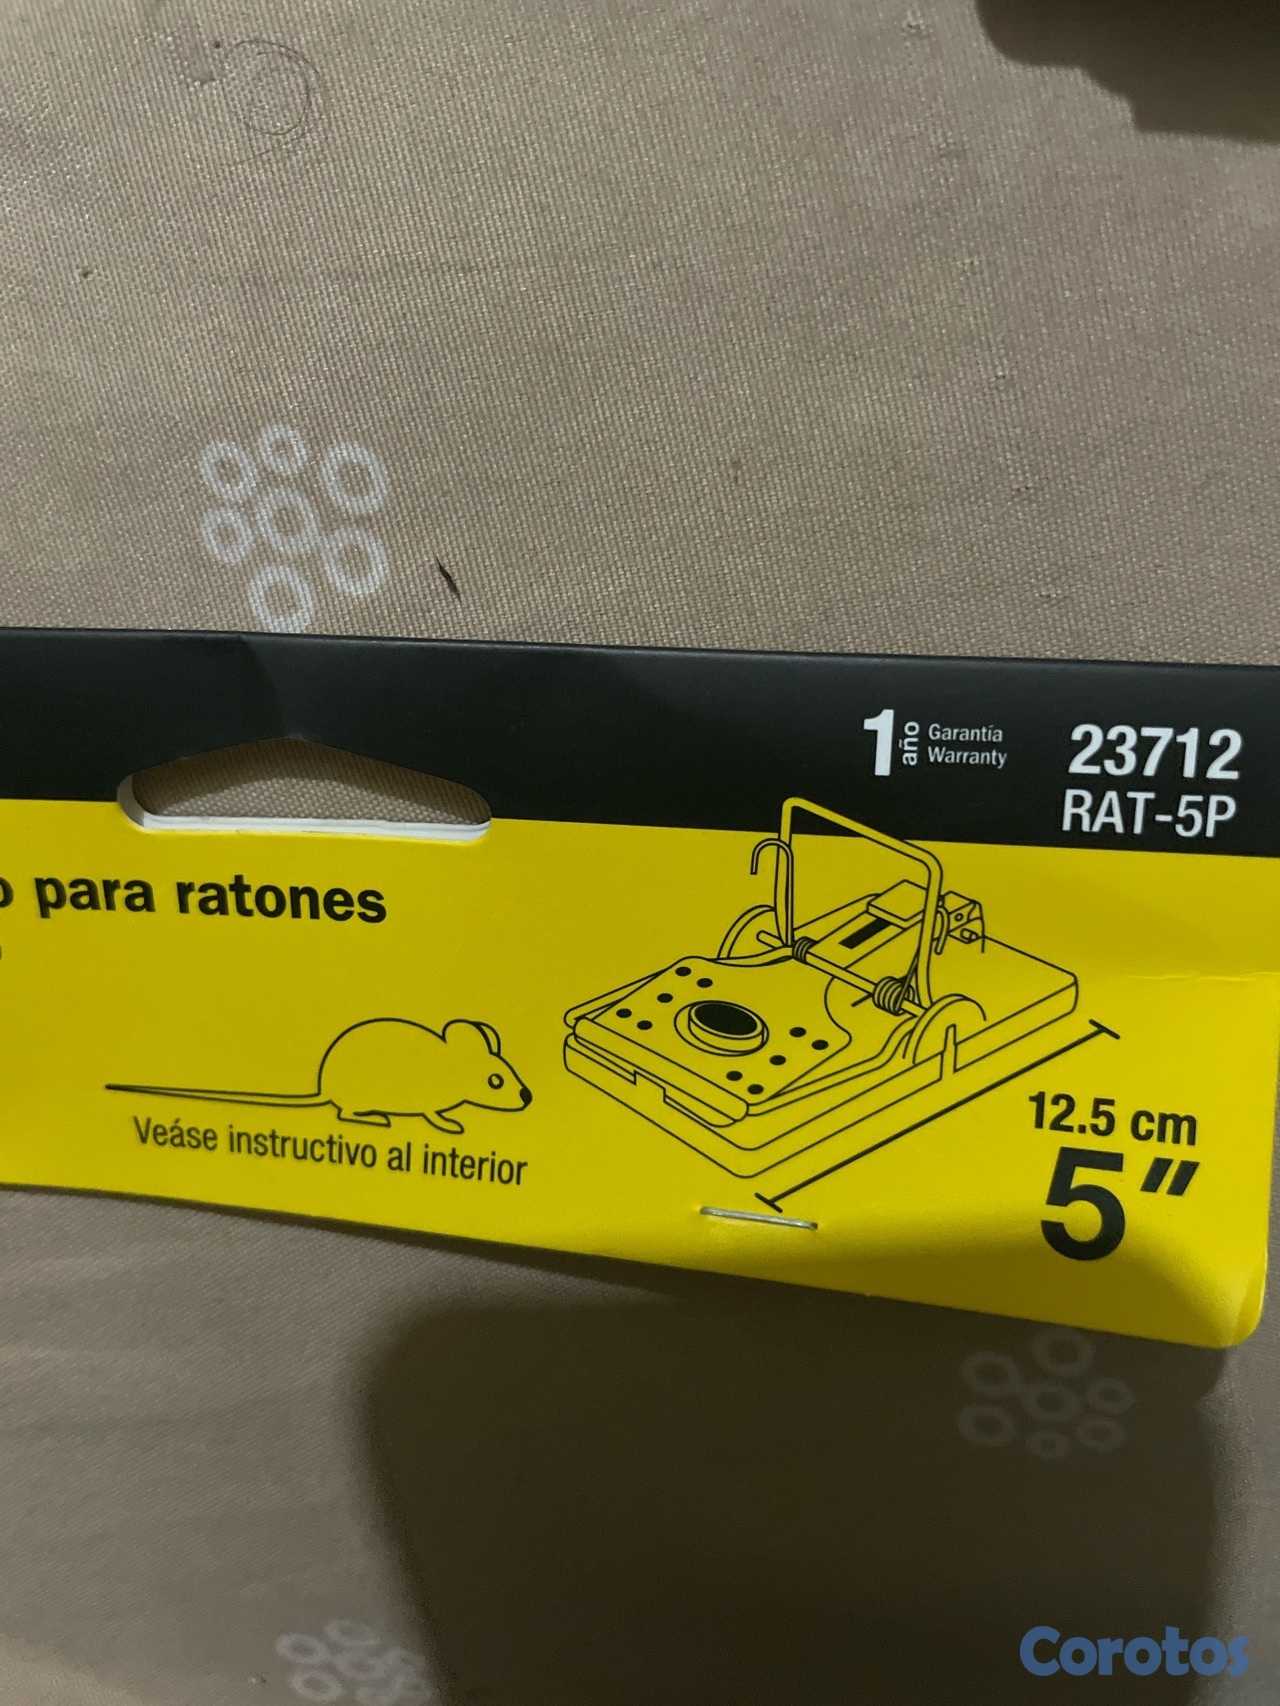 1 año Garantía
Warranty
23712
RAT-5P
para ratones
Veáse instructivo al interior
12.5 cm
5"
Corotos